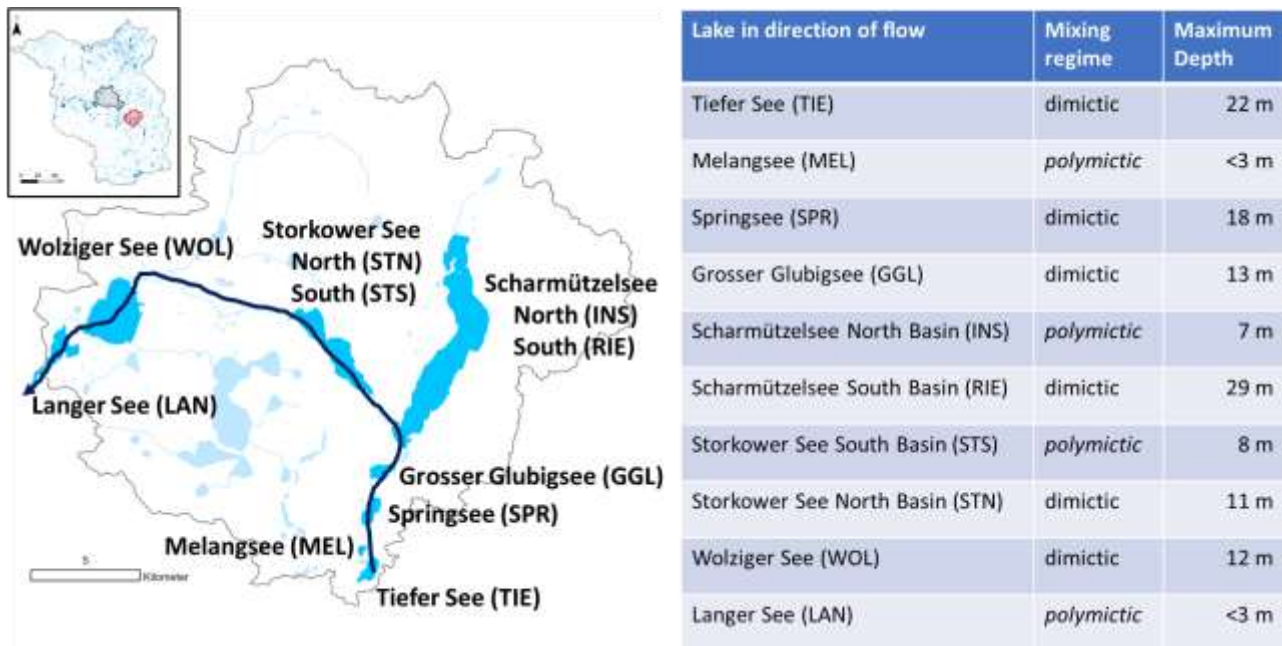 Wolziger See (WOL)
Storkower See
North (STN)
South (STS)
Scharmützelsee
North (INS)
South (RIE)
Langer See (LAN)
Grosser Glubigsee (GGL)
Springsee (SPR)
Melangsee (MEL)
Tiefer See (TIE)
5
Kilometer
Lake in direction of flow Mixing regime Maximum Depth
Tiefer See (TIE) dimictic 22 m
Melangsee (MEL) polymictic <3 m
Springsee (SPR) dimictic 18 m
Grosser Glubigsee (GGL) dimictic 13 m
Scharmützelsee North Basin (INS) polymictic 7 m
Scharmützelsee South Basin (RIE) dimictic 29 m
Storkower See South Basin (STS) polymictic 8 m
Storkower See North Basin (STN) dimictic 11 m
Wolziger See (WOL) dimictic 12 m
Langer See (LAN) polymictic <3 m